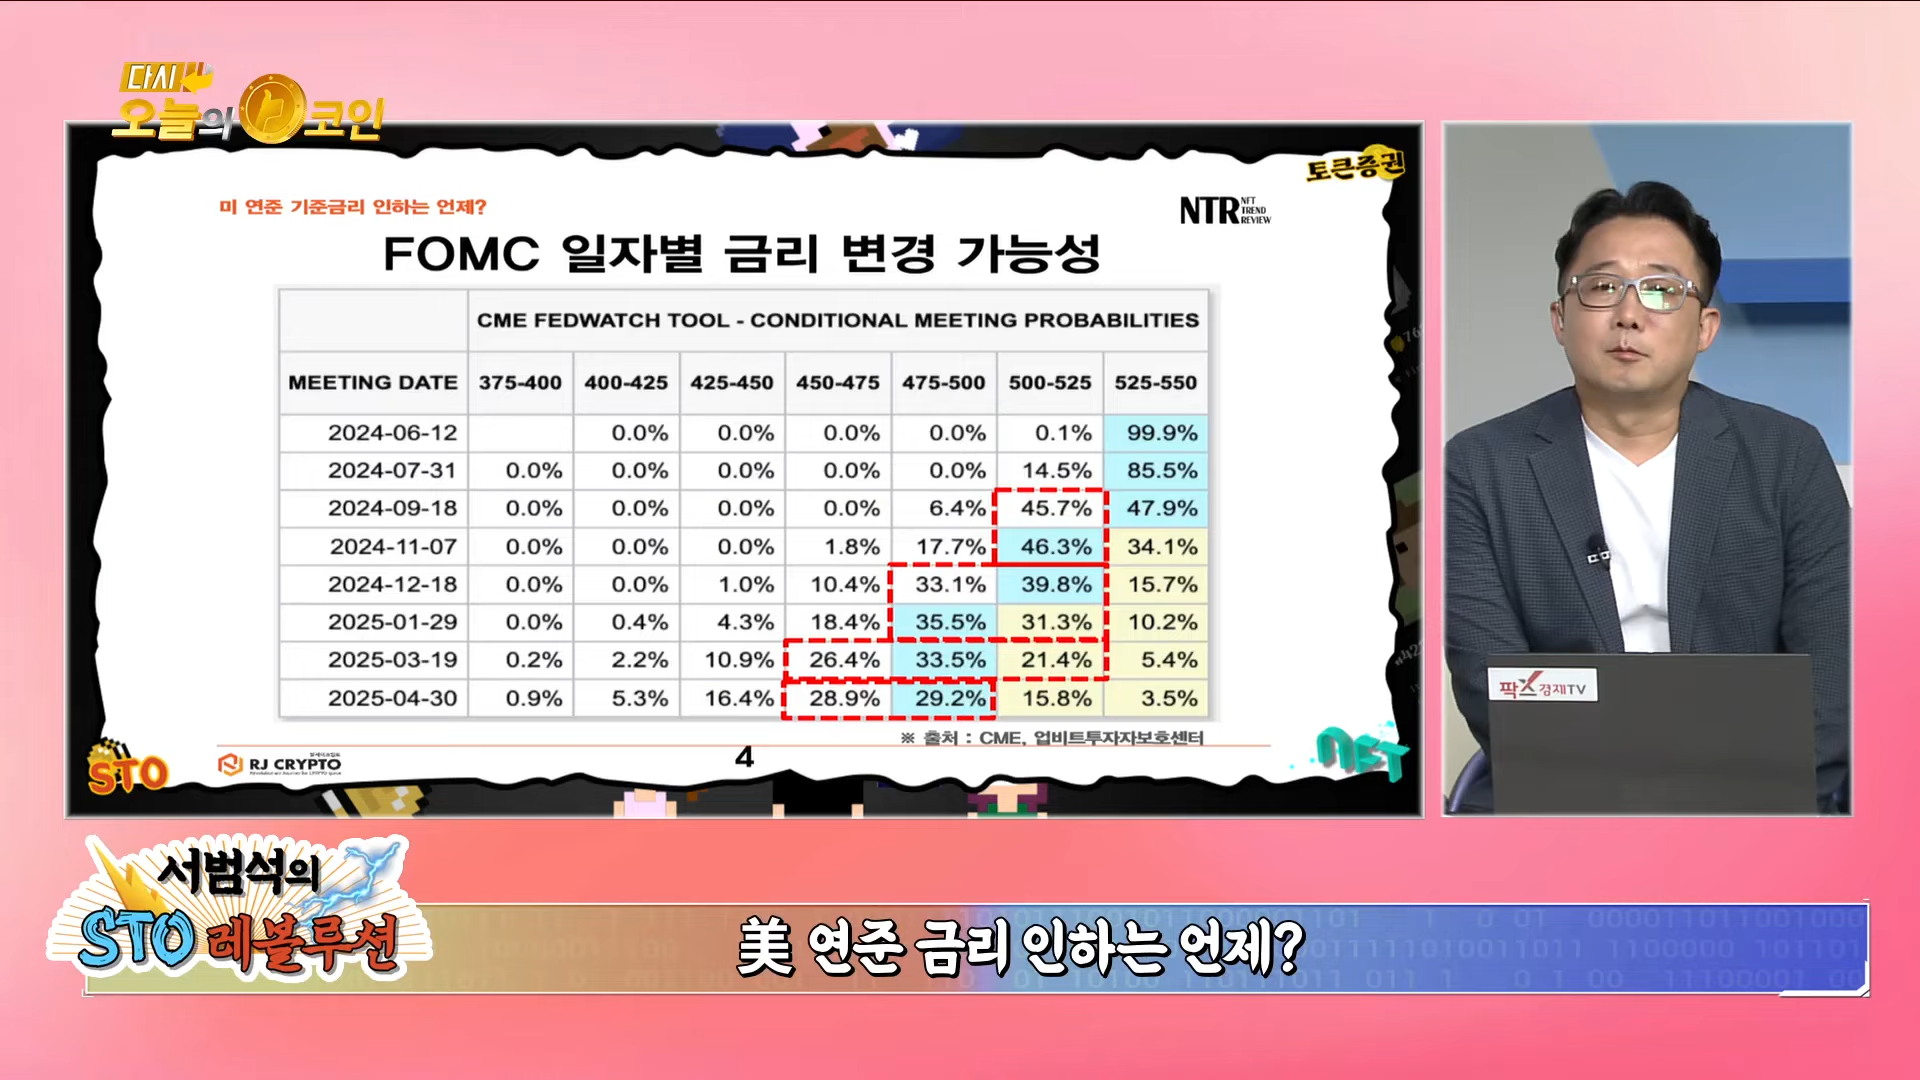 다시
오늘의 코인
토큰증권
미 연준 기준금리 인하는 언제?
NTR NFT TREND REVIEW
FOMC 일자별 금리 변경 가능성
CME FEDWATCH TOOL - CONDITIONAL MEETING PROBABILITIES
MEETING DATE 375-400 400-425 425-450 450-475 475-500 500-525 525-550
2024-06-12 0.0% 0.0% 0.0% 0.0% 0.1% 99.9%
2024-07-31 0.0% 0.0% 0.0% 0.0% 0.0% 14.5% 85.5%
2024-09-18 0.0% 0.0% 0.0% 0.0% 6.4% 45.7% 47.9%
2024-11-07 0.0% 0.0% 0.0% 1.8% 17.7% 46.3% 34.1%
2024-12-18 0.0% 0.0% 1.0% 10.4% 33.1% 39.8% 15.7%
2025-01-29 0.0% 0.4% 4.3% 18.4% 35.5% 31.3% 10.2%
2025-03-19 0.2% 2.2% 10.9% 26.4% 33.5% 21.4% 5.4%
2025-04-30 0.9% 5.3% 16.4% 28.9% 29.2% 15.8% 3.5%
※ 출처 : CME, 업비트투자자보호센터
STO
RJ CRYPTO
4
NFT
팍스경제TV
서범석의
STO 레볼루션
美 연준 금리 인하는 언제?